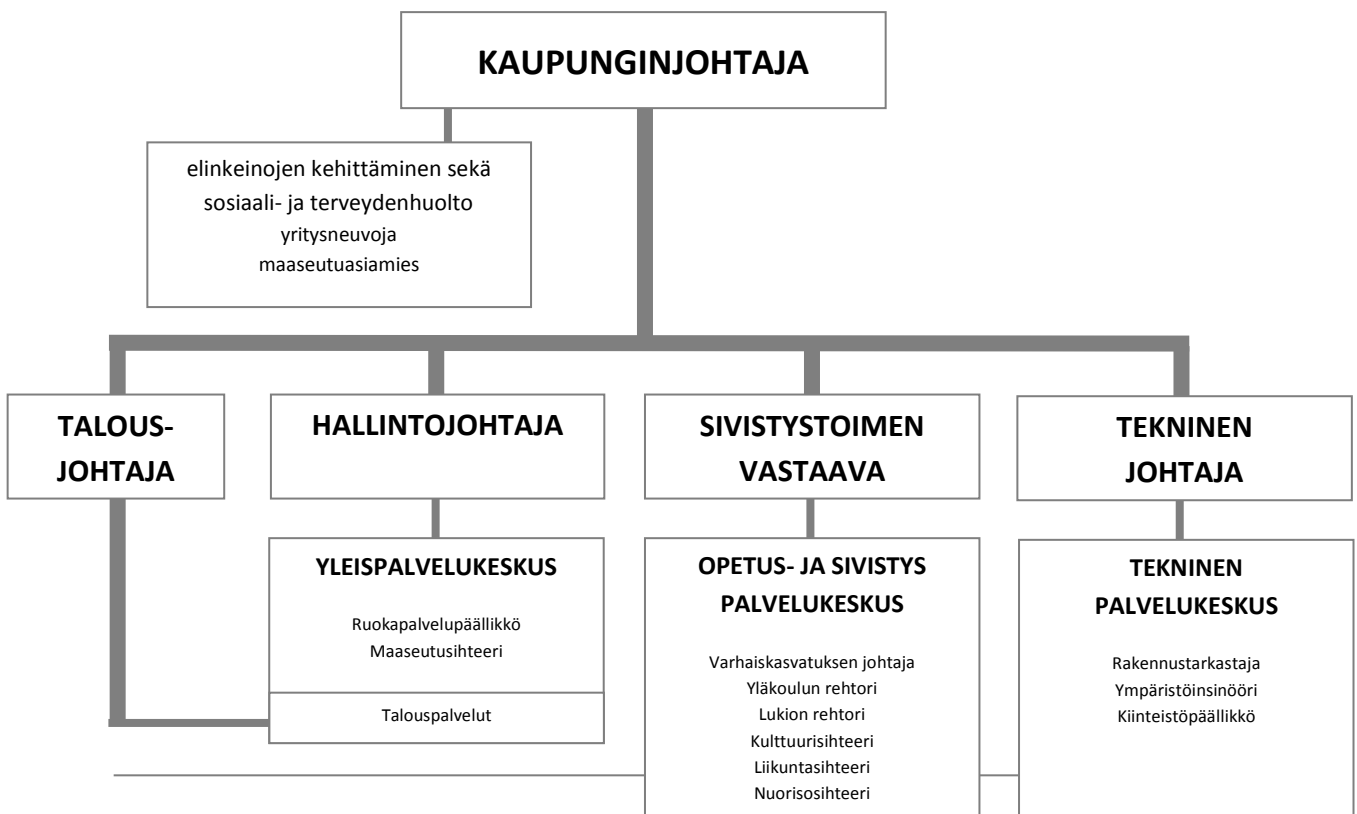 KAUPUNGINJOHTAJA
elinkeinojen kehittäminen sekä
sosiaali- ja terveydenhuolto
yritysneuvoja
maaseutuasiamies
TALOUS-
JOHTAJA
HALLINTOJOHTAJA
SIVISTYSTOIMEN
VASTAAVA
TEKNINEN
JOHTAJA
YLEISPALVELUKESKUS
Ruokapalvelupäällikkö
Maaseutusihteeri
Talouspalvelut
OPETUS- JA SIVISTYS
PALVELUKESKUS
Varhaiskasvatuksen johtaja
Yläkoulun rehtori
Lukion rehtori
Kulttuurisihteeri
Liikuntasihteeri
Nuorisosihteeri
TEKNINEN
PALVELUKESKUS
Rakennustarkastaja
Ympäristöinsinööri
Kiinteistöpäällikkö